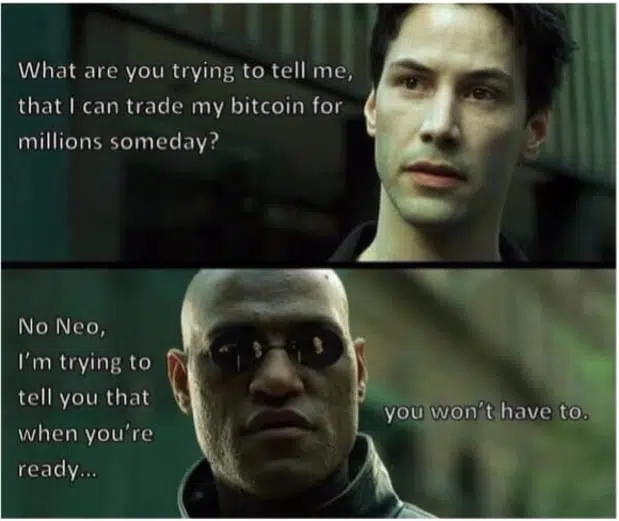 What are you trying to tell me,
that I can trade my bitcoin for
millions someday?
No Neo,
I'm trying to
tell you that
when you're
ready...
you won't have to.